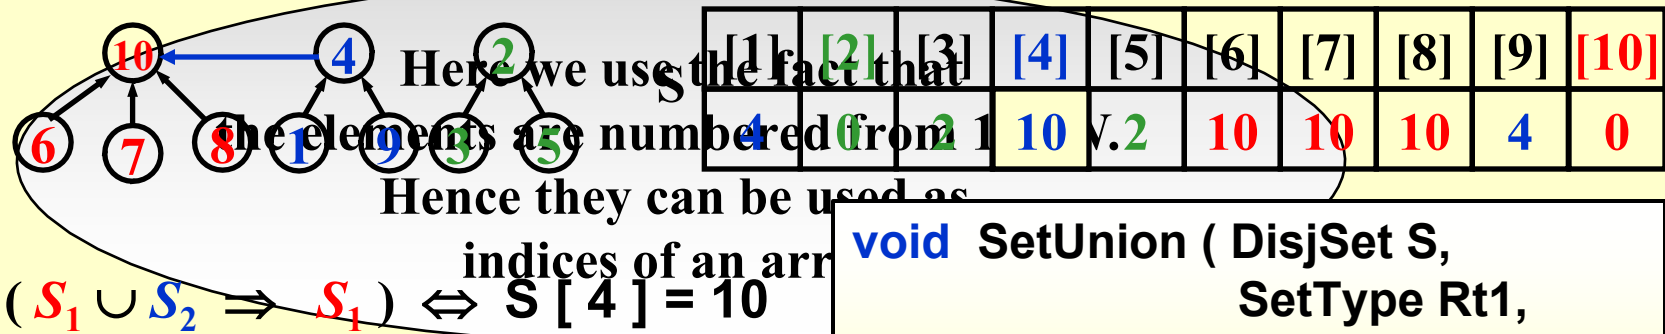 10 4 2
6 7 8 1 9 3 5
Here we use the fact that
the elements are numbered from 1 N.
Hence they can be used as
indices of an arr
S
[1] [2] [3] [4] [5] [6] [7] [8] [9] [10]
4 0 2 10 2 10 10 10 4 0
( S1 ∪ S2 ⇒ S1 ) ⇔ S [ 4 ] = 10
void SetUnion ( DisjSet S,
SetType Rt1,